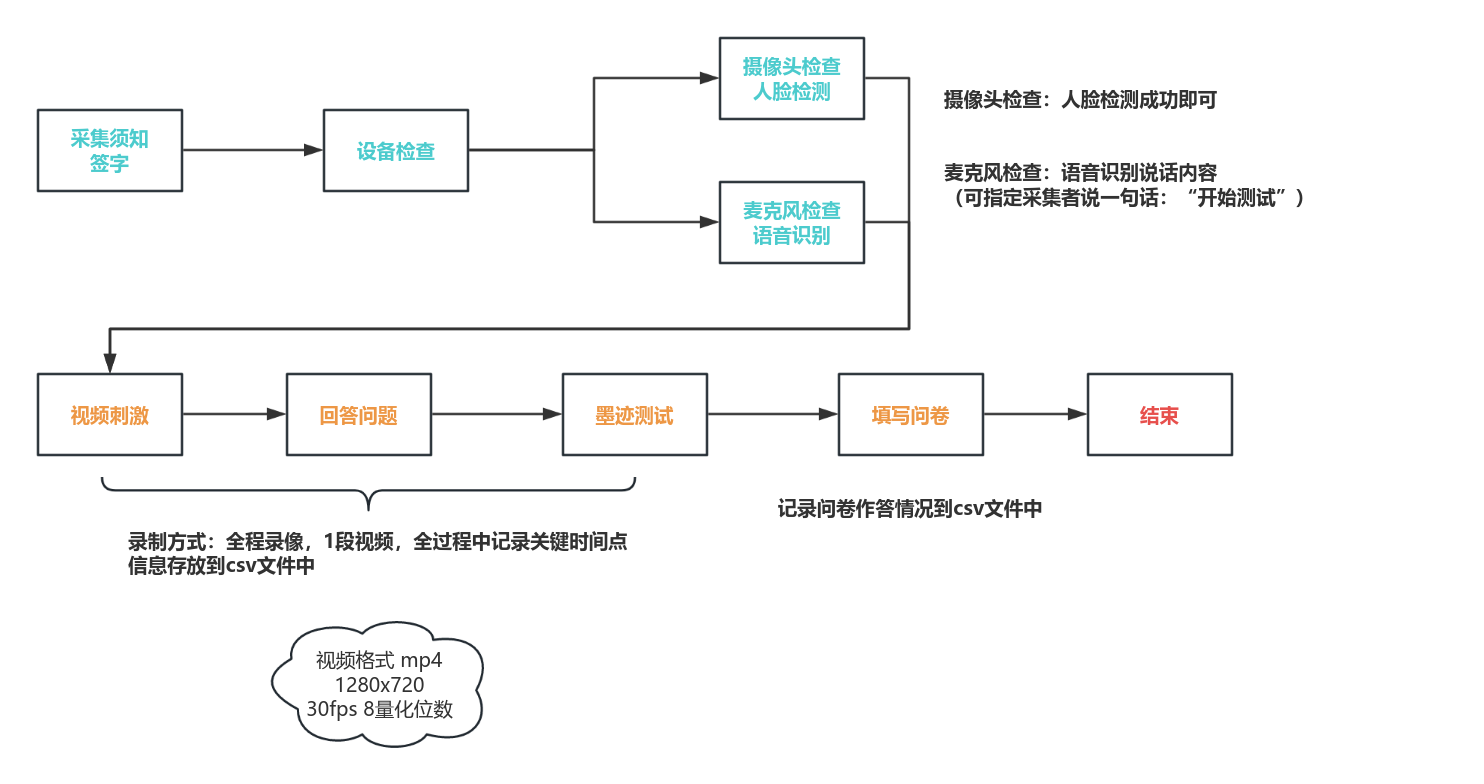 采集须知
签字
设备检查
摄像头检查
人脸检测
麦克风检查
语音识别
摄像头检查：人脸检测成功即可
麦克风检查：语音识别说话内容
（可指定采集者说一句话：“开始测试”）
视频刺激
回答问题
墨迹测试
填写问卷
结束
录制方式：全程录像，1段视频，全过程中记录关键时间点
信息存放到csv文件中
记录问卷作答情况到csv文件中
视频格式 mp4
1280x720
30fps 8量化位数